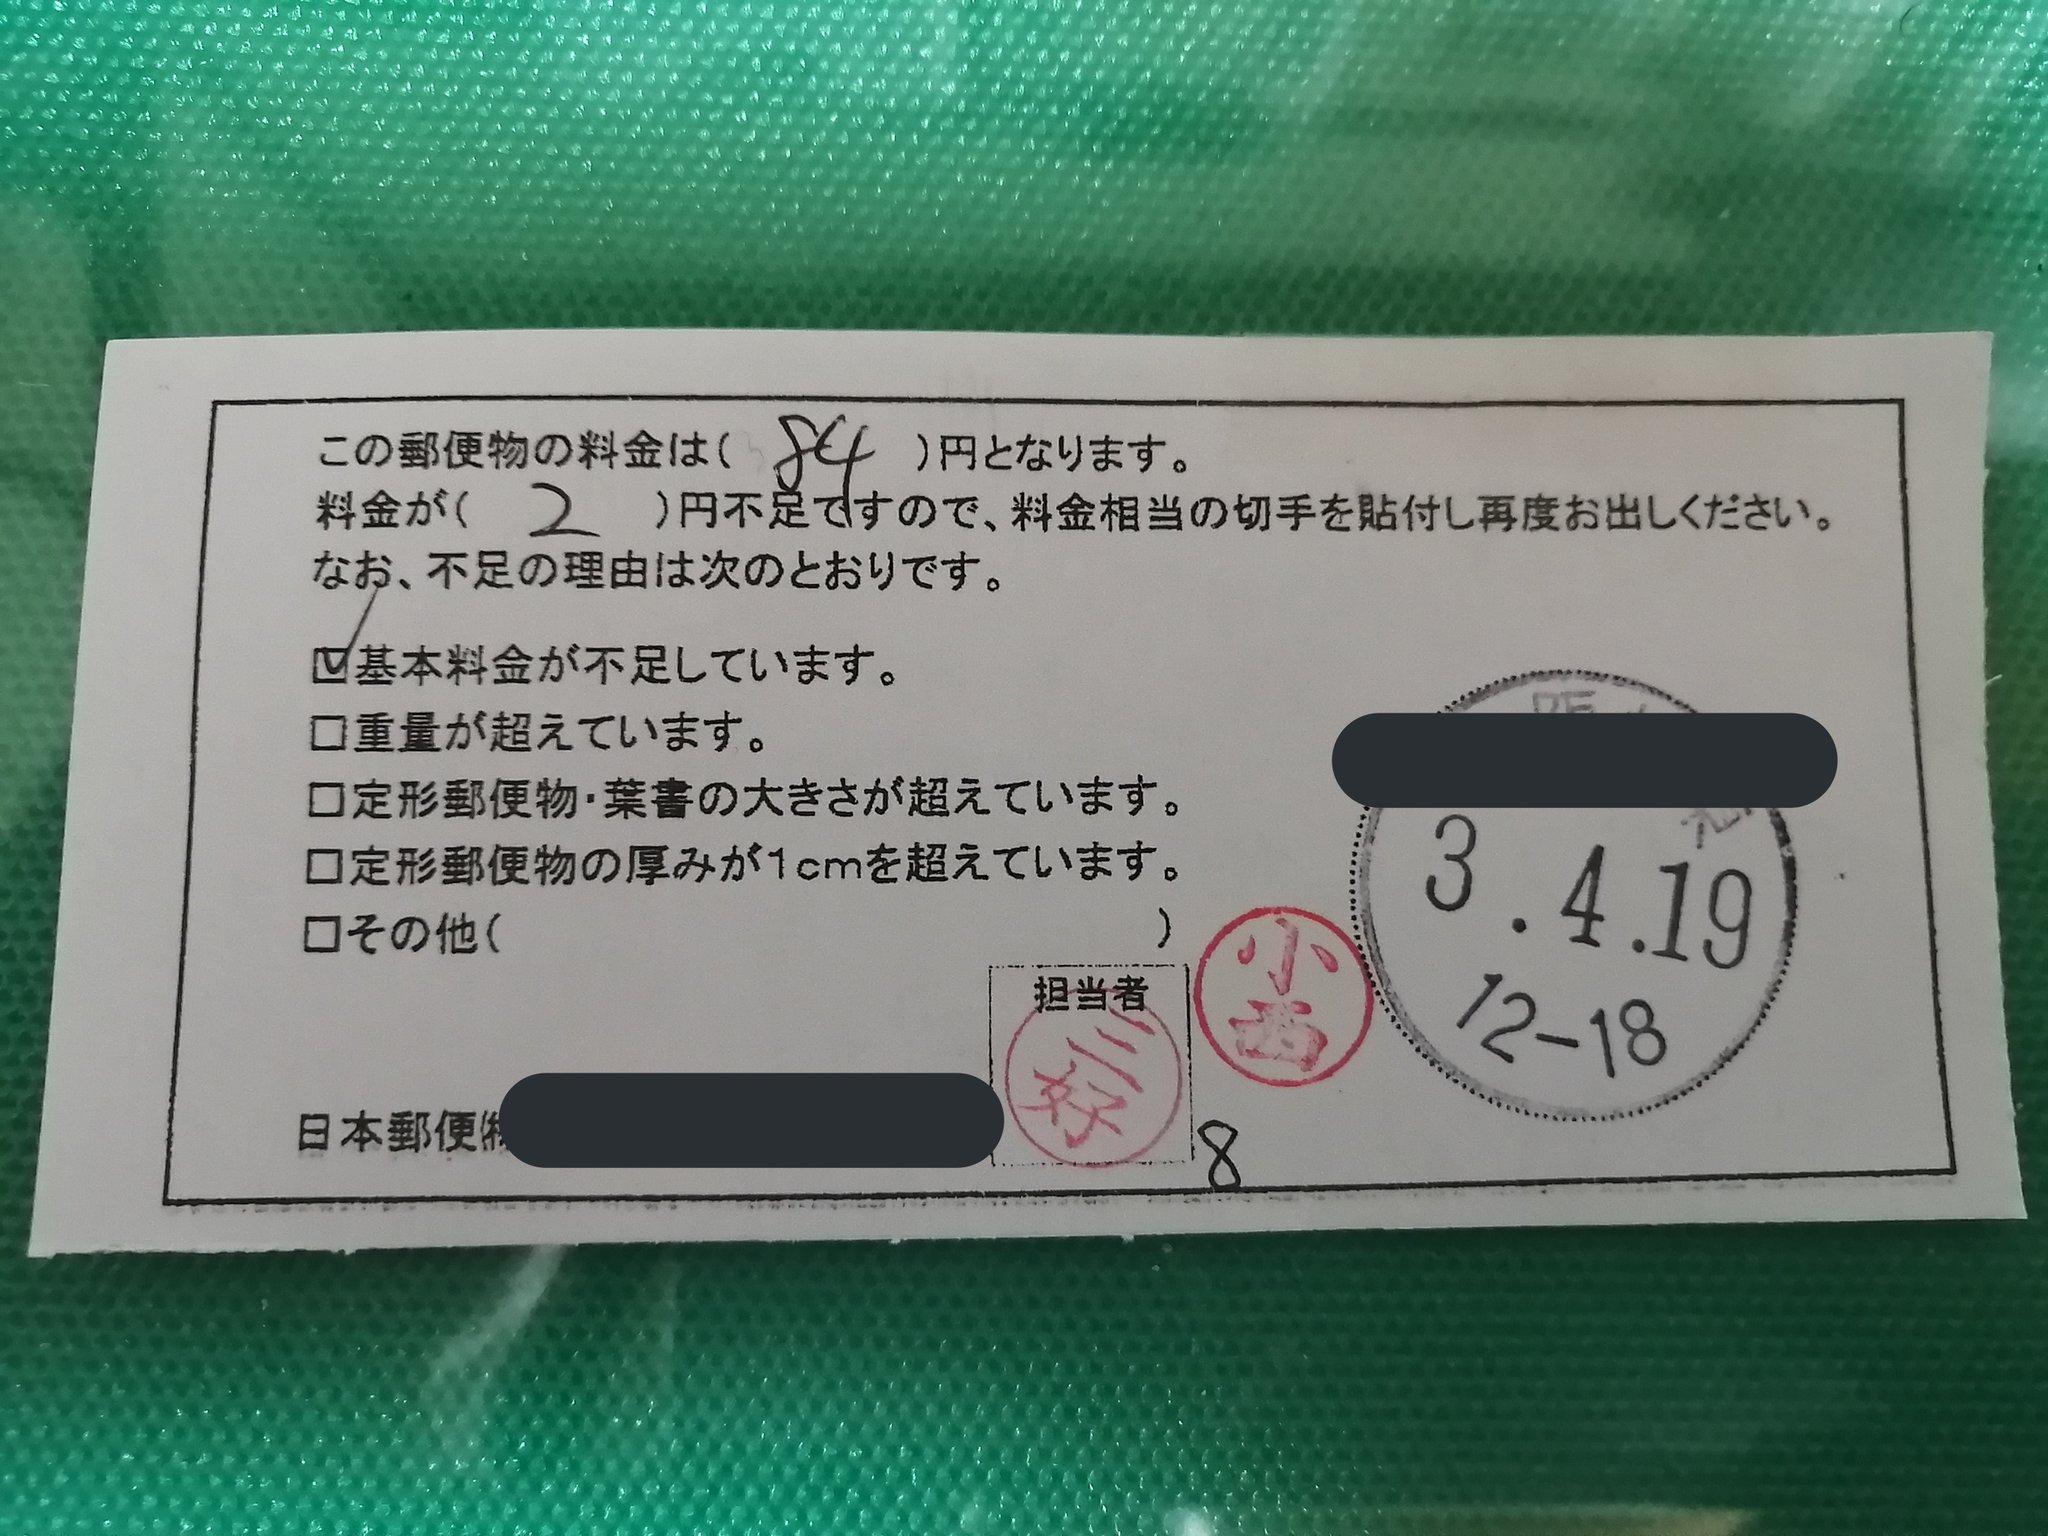 この郵便物の料金は( 84 )円となります。
料金が( 2 )円不足ですので、料金相当の切手を貼付し再度お出しください。
なお、不足の理由は次のとおりです。
☑基本料金が不足しています。
□重量が超えています。
□定形郵便物・葉書の大きさが超えています。
□定形郵便物の厚みが1cmを超えています。
□その他( )
担当者
小西
3.4.19
12-18
日本郵便㈱
8